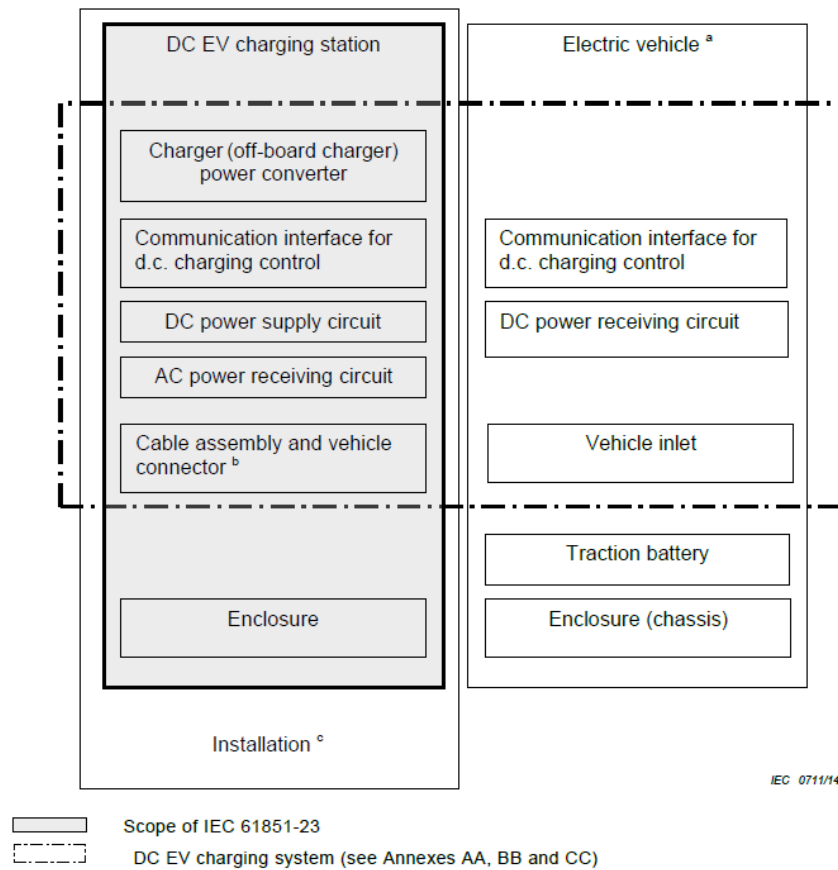 DC EV charging station
Electric vehicle a
Charger (off-board charger)
power converter
Communication interface for
d.c. charging control
Communication interface for
d.c. charging control
DC power supply circuit
DC power receiving circuit
AC power receiving circuit
Cable assembly and vehicle
connector b
Vehicle inlet
Traction battery
Enclosure
Enclosure (chassis)
Installation c
IEC 0711/14
Scope of IEC 61851-23
DC EV charging system (see Annexes AA, BB and CC)